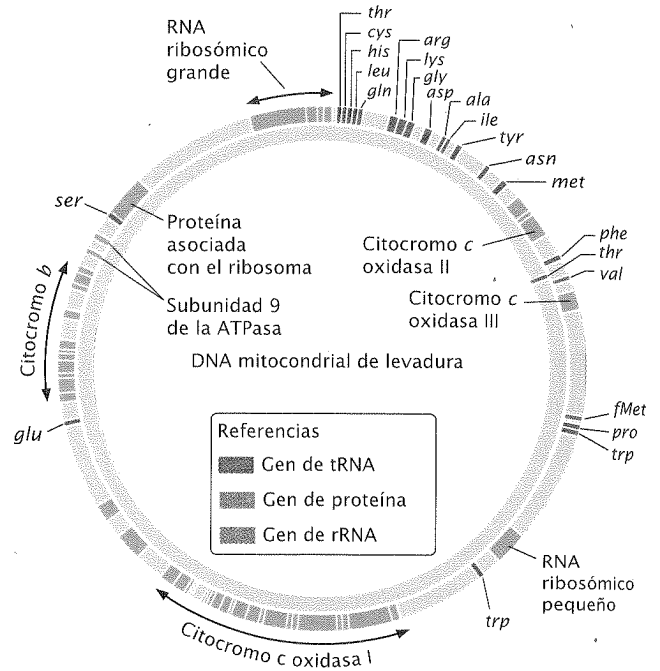 RNA
ribosómico
grande
thr
cys
his
leu
gln
arg
lys
gly
asp
ala
ile
tyr
asn
met
ser
Proteína
asociada
con el ribosoma
Citocromo c
oxidasa II
phe
thr
val
Citocromo b
Subunidad 9
de la ATPasa
Citocromo c
oxidasa III
DNA mitocondrial de levadura
glu
fMet
pro
trp
Referencias
Gen de tRNA
Gen de proteína
Gen de rRNA
RNA
ribosómico
pequeño
trp
Citocromo c oxidasa I